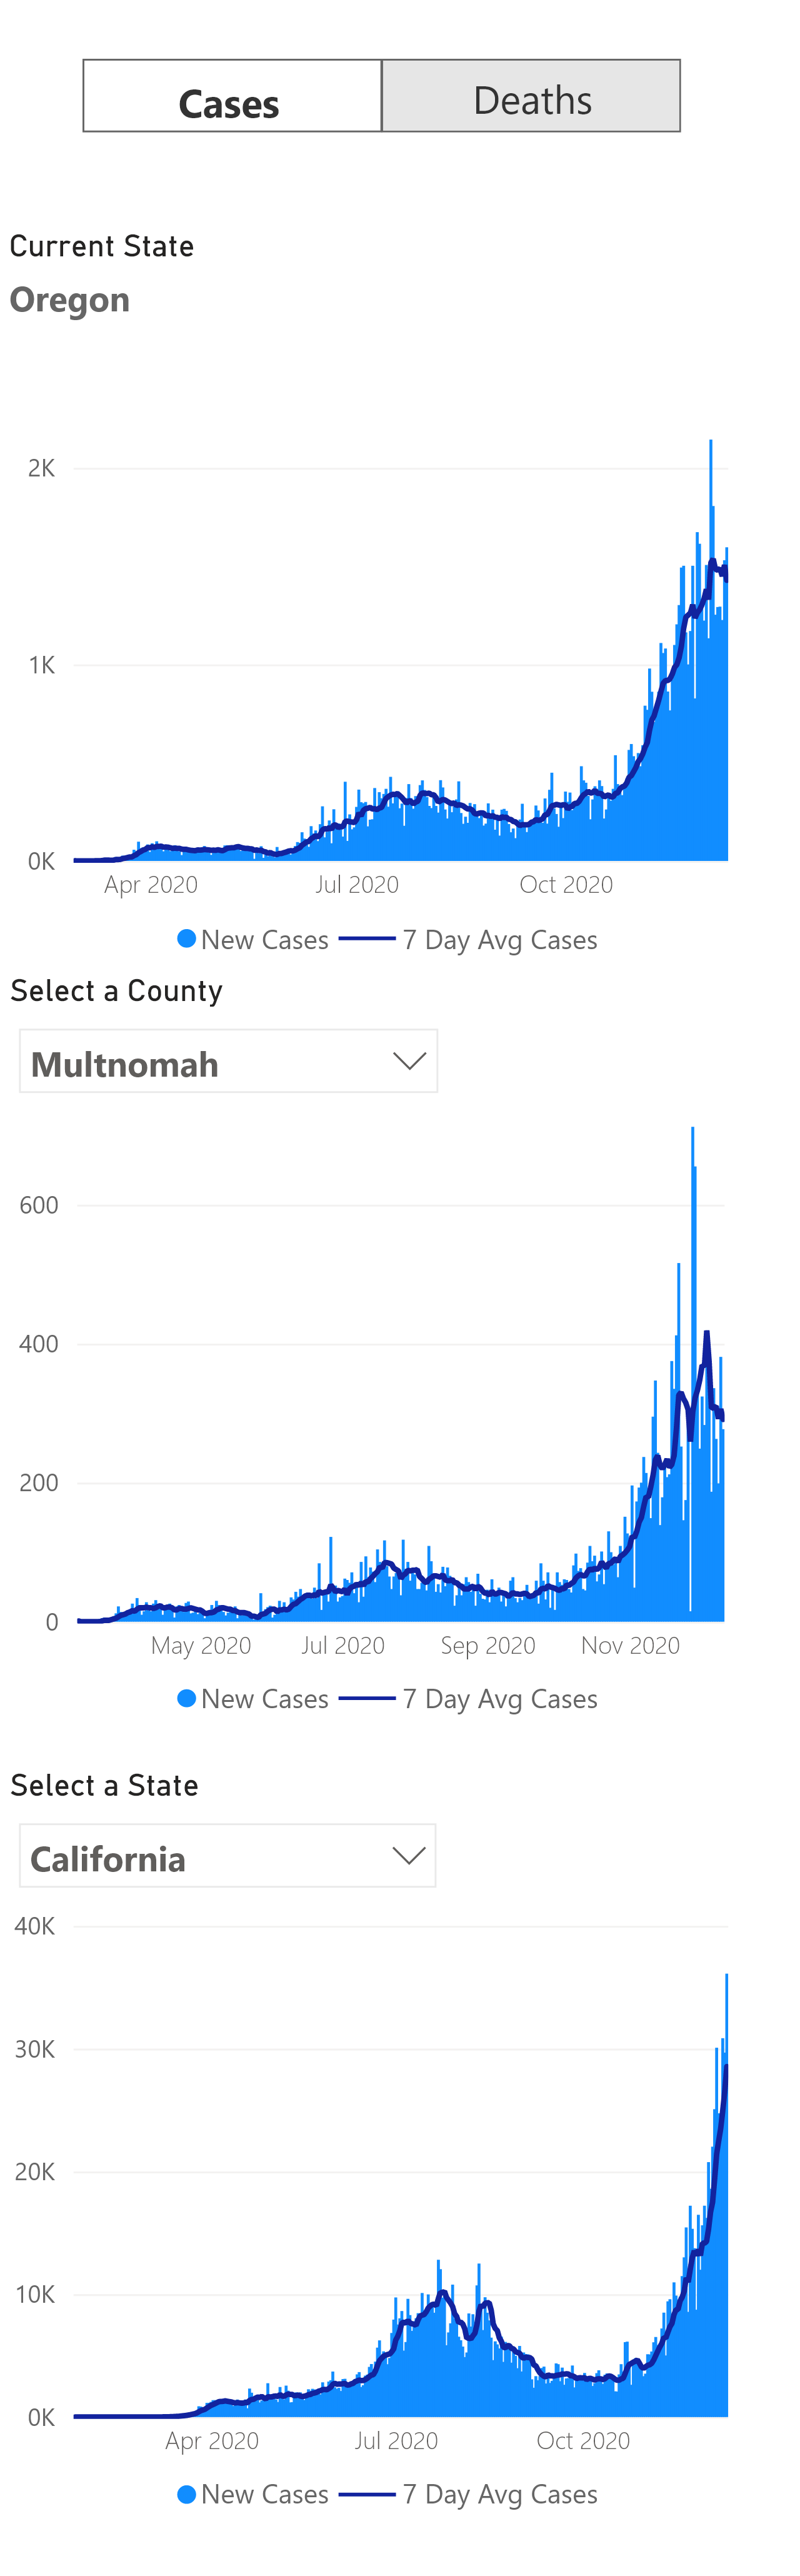 Cases Deaths
Current State
Oregon
2K
1K
0K
Apr 2020 Jul 2020 Oct 2020
New Cases 7 Day Avg Cases
Select a County
Multnomah
600
400
200
0
May 2020 Jul 2020 Sep 2020 Nov 2020
New Cases 7 Day Avg Cases
Select a State
California
40K
30K
20K
10K
0K
Apr 2020 Jul 2020 Oct 2020
New Cases 7 Day Avg Cases